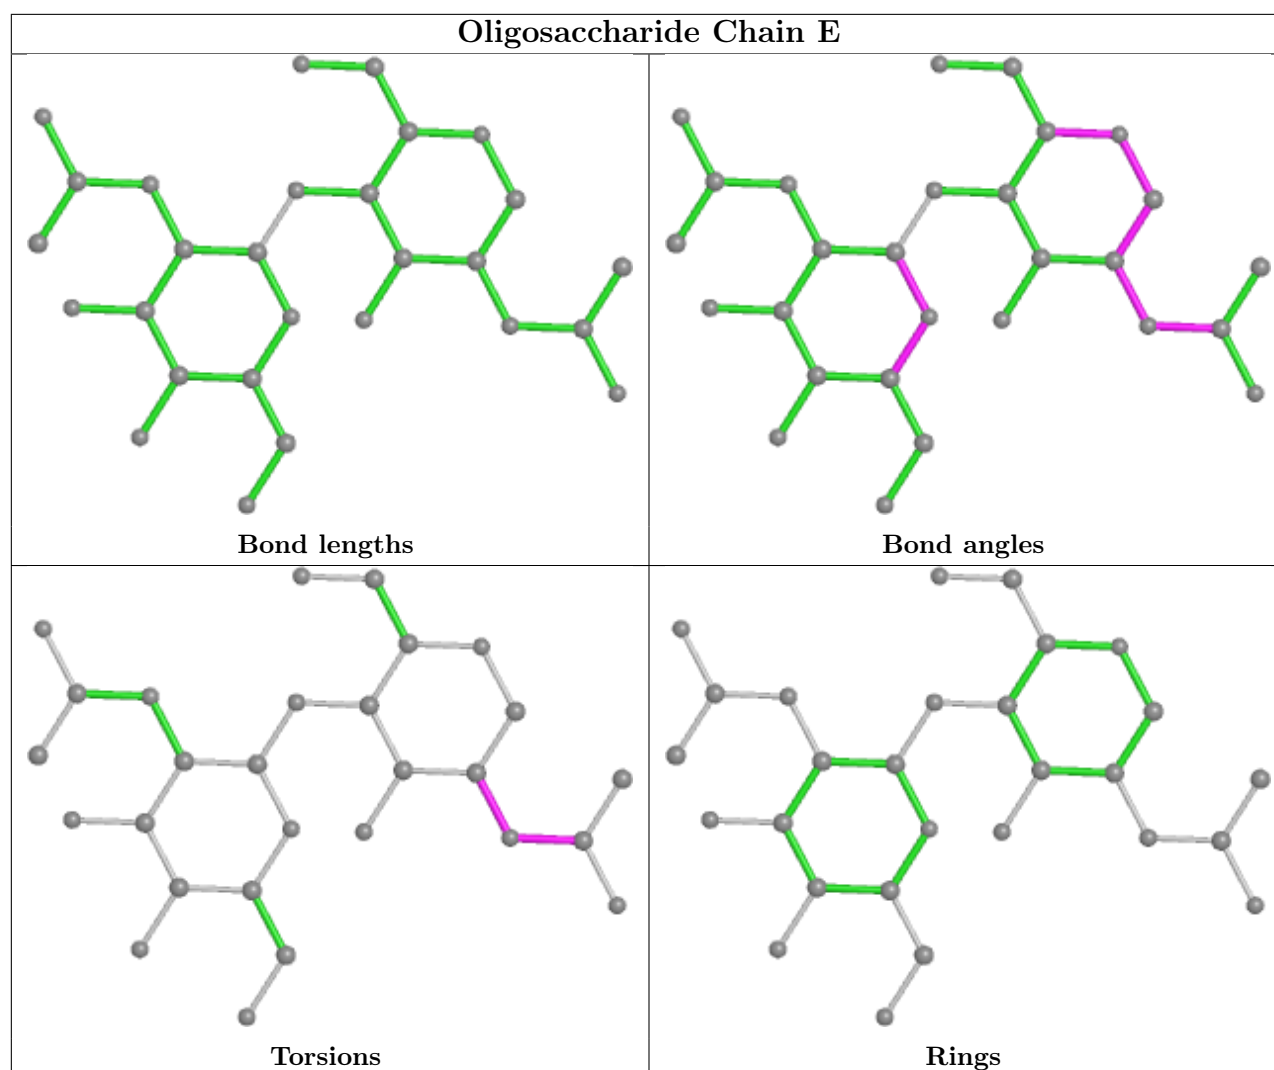 Oligosaccharide Chain E
Bond lengths
Bond angles
Torsions
Rings